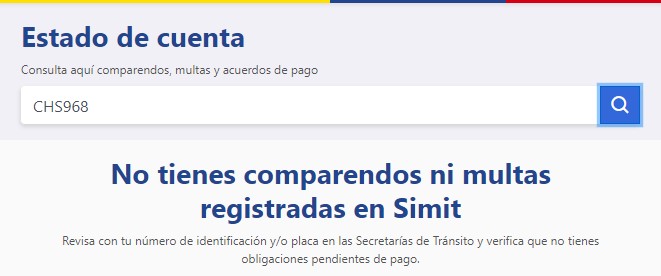 Estado de cuenta
Consulta aquí comparendos, multas y acuerdos de pago
CHS968
No tienes comparendos ni multas
registradas en Simit
Revisa con tu número de identificación y/o placa en las Secretarías de Tránsito y verifica que no tienes
obligaciones pendientes de pago.